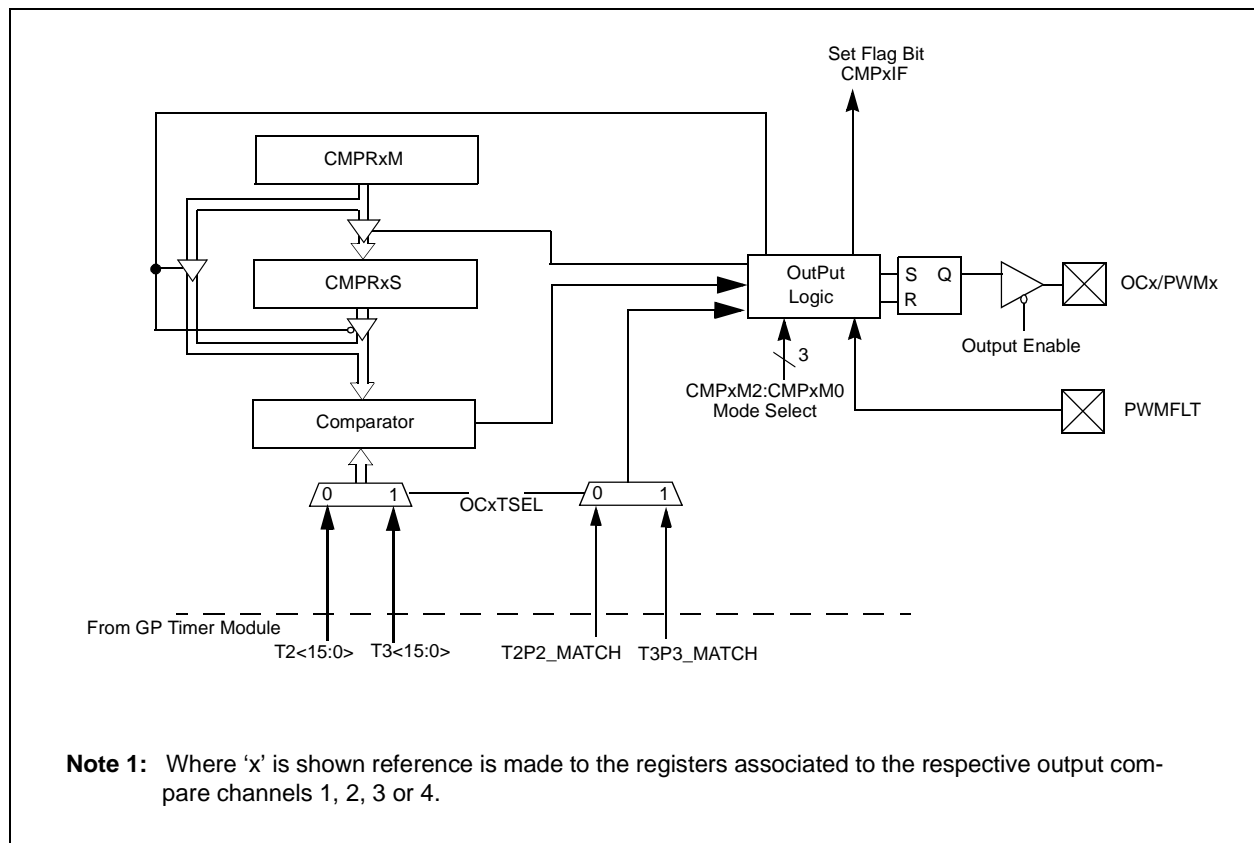 Set Flag Bit
CMPxIF
CMPRxM
CMPRxS
OutPut
Logic
S Q
R
OCx/PWMx
Output Enable
3
CMPxM2:CMPxM0
Mode Select
PWMFLT
Comparator
0 1
OCxTSEL
0 1
From GP Timer Module
T2<15:0> T3<15:0> T2P2_MATCH T3P3_MATCH
Note 1: Where ‘x’ is shown reference is made to the registers associated to the respective output com-
pare channels 1, 2, 3 or 4.